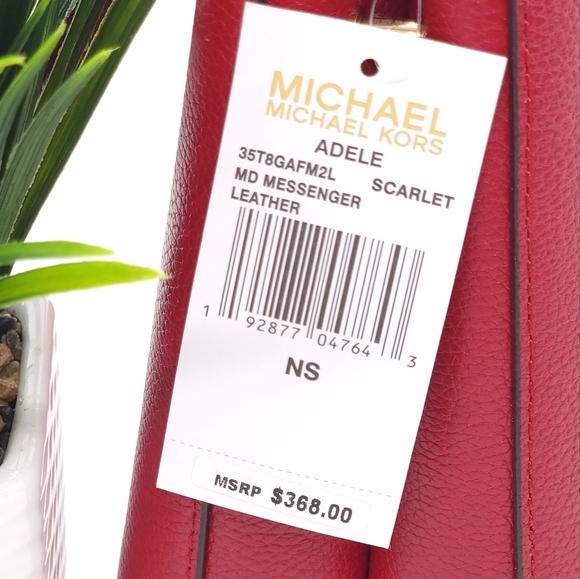 MICHAEL
MICHAEL KORS
ADELE
35T8GAFM2L SCARLET
MD MESSENGER
LEATHER
1 92877 04764 3
NS
MSRP $368.00